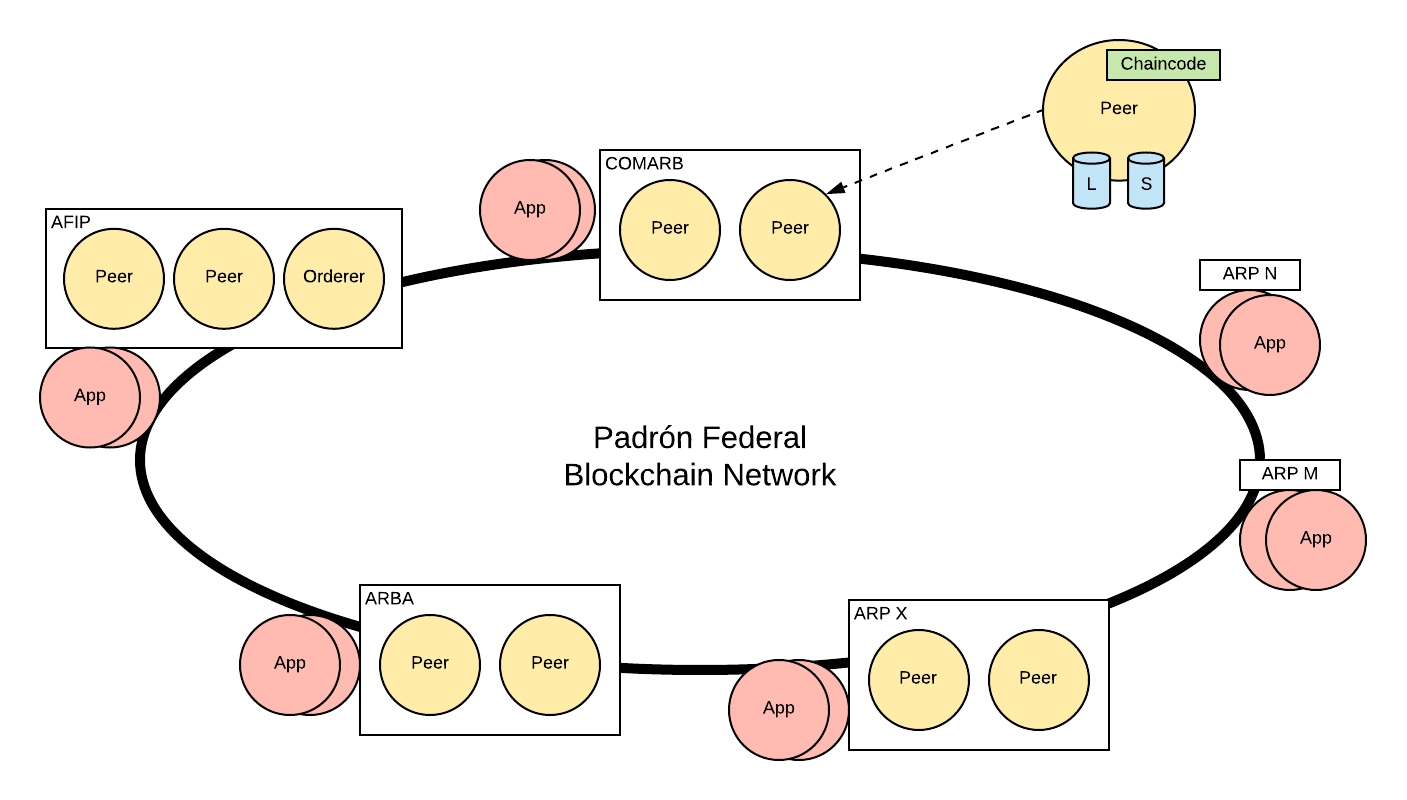 Chaincode
Peer
L
S
COMARB
Peer
Peer
App
AFIP
Peer
Peer
Orderer
App
ARP N
App
Padrón Federal
Blockchain Network
ARP M
App
ARBA
Peer
Peer
App
ARP X
Peer
Peer
App